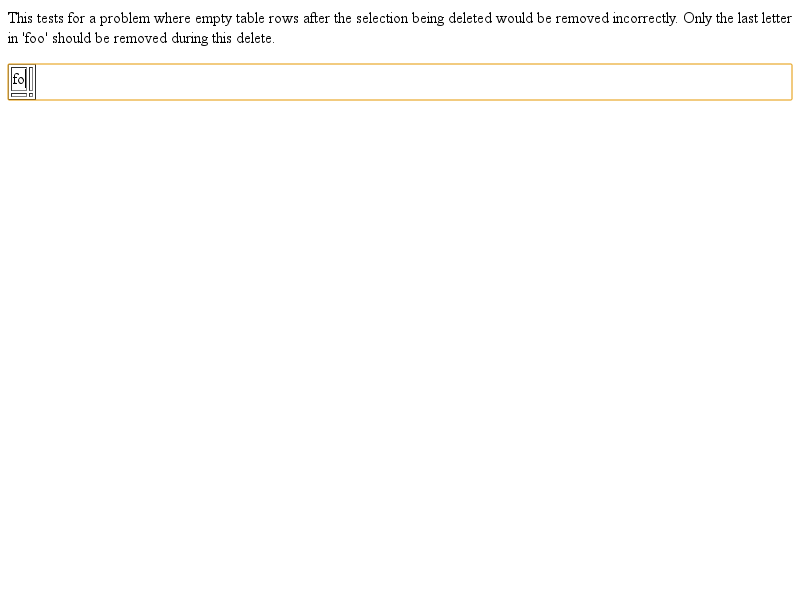 This tests for a problem where empty table rows after the selection being deleted would be removed incorrectly. Only the last letter
in 'foo' should be removed during this delete.
fo